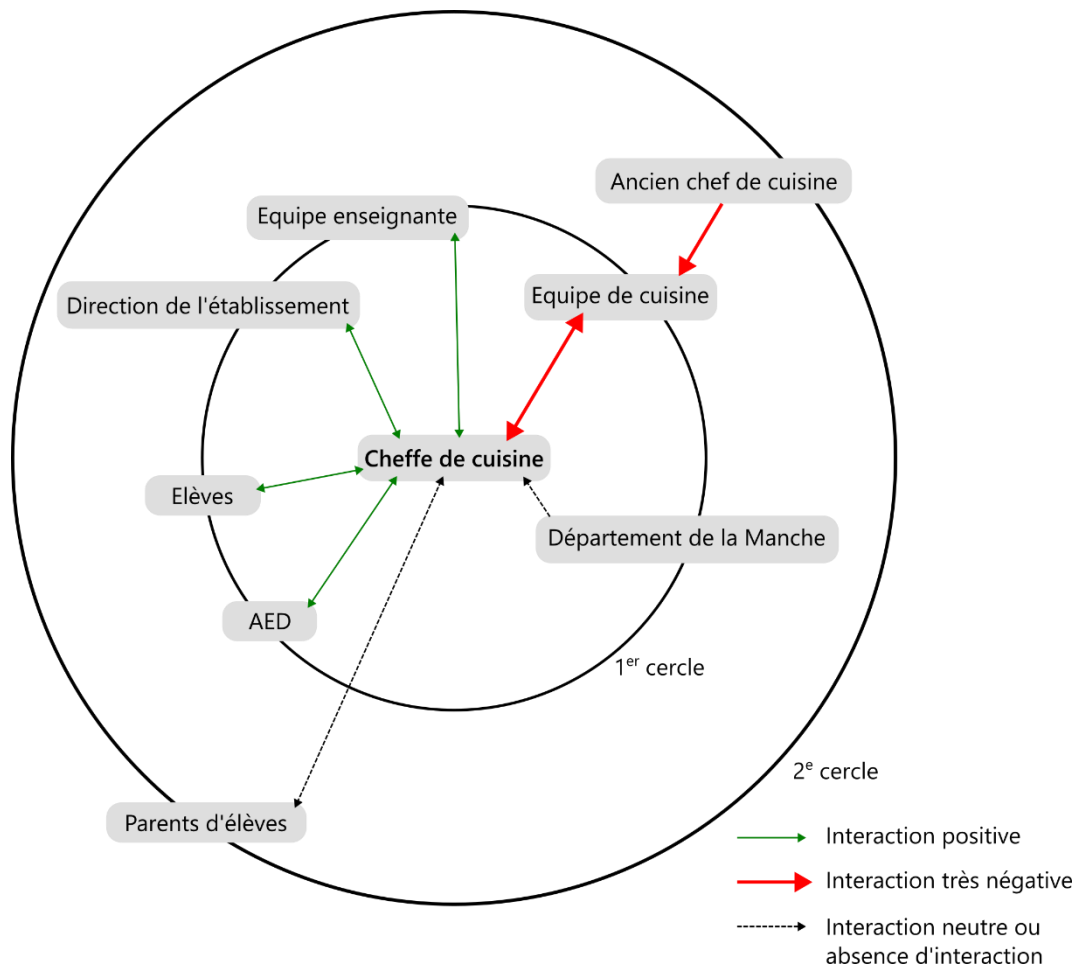 Ancien chef de cuisine
Equipe enseignante
Equipe de cuisine
Direction de l'établissement
Cheffe de cuisine
Elèves
Département de la Manche
AED
1er cercle
2e cercle
Parents d'élèves
Interaction positive
Interaction très négative
Interaction neutre ou
absence d'interaction